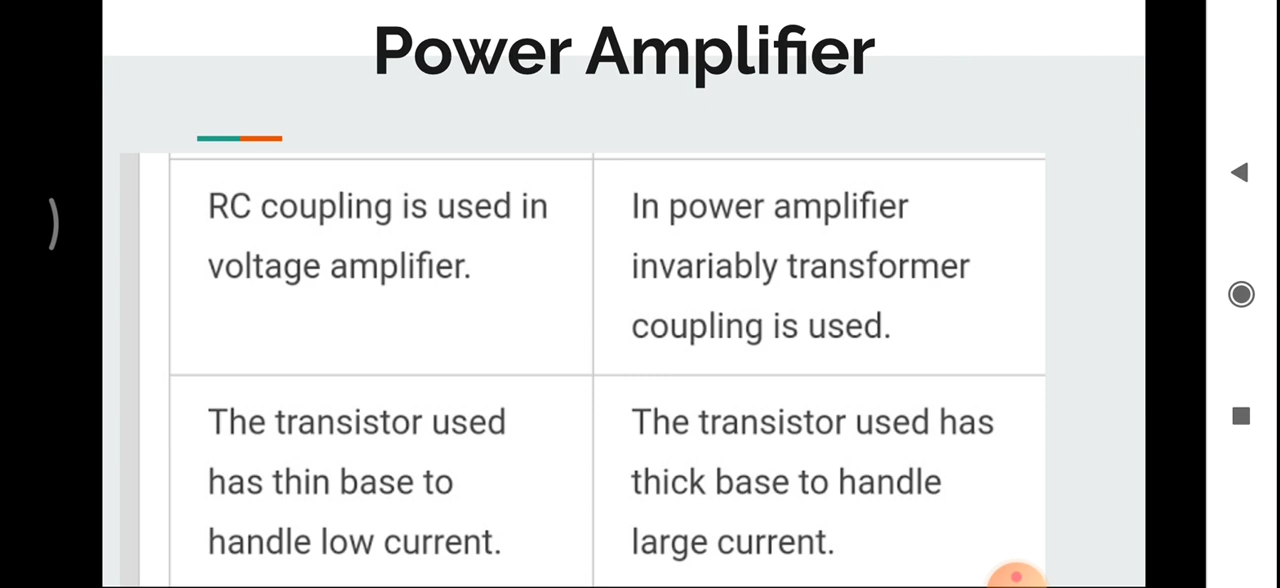 Power Amplifier
RC coupling is used in
voltage amplifier.
In power amplifier
invariably transformer
coupling is used.
The transistor used
has thin base to
handle low current.
The transistor used has
thick base to handle
large current.